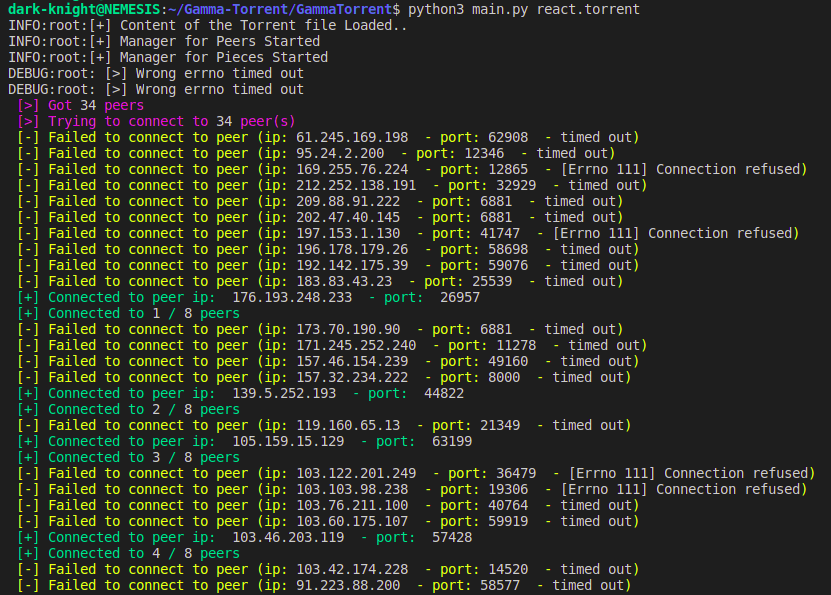 dark-knight@NEMESIS:~/Gamma-Torrent/GammaTorrent$ python3 main.py react.torrent
INFO:root:[+] Content of the Torrent file Loaded..
INFO:root:[+] Manager for Peers Started
INFO:root:[+] Manager for Pieces Started
DEBUG:root: [>] Wrong errno timed out
DEBUG:root: [>] Wrong errno timed out
[>] Got 34 peers
[>] Trying to connect to 34 peer(s)
[-] Failed to connect to peer (ip: 61.245.169.198 - port: 62908 - timed out)
[-] Failed to connect to peer (ip: 95.24.2.200 - port: 12346 - timed out)
[-] Failed to connect to peer (ip: 169.255.76.224 - port: 12865 - [Errno 111] Connection refused)
[-] Failed to connect to peer (ip: 212.252.138.191 - port: 32929 - timed out)
[-] Failed to connect to peer (ip: 209.88.91.222 - port: 6881 - timed out)
[-] Failed to connect to peer (ip: 202.47.40.145 - port: 6881 - timed out)
[-] Failed to connect to peer (ip: 197.153.1.130 - port: 41747 - [Errno 111] Connection refused)
[-] Failed to connect to peer (ip: 196.178.179.26 - port: 58698 - timed out)
[-] Failed to connect to peer (ip: 192.142.175.39 - port: 59076 - timed out)
[-] Failed to connect to peer (ip: 183.83.43.23 - port: 25539 - timed out)
[+] Connected to peer ip: 176.193.248.233 - port: 26957
[+] Connected to 1 / 8 peers
[-] Failed to connect to peer (ip: 173.70.190.90 - port: 6881 - timed out)
[-] Failed to connect to peer (ip: 171.245.252.240 - port: 11278 - timed out)
[-] Failed to connect to peer (ip: 157.46.154.239 - port: 49160 - timed out)
[-] Failed to connect to peer (ip: 157.32.234.222 - port: 8000 - timed out)
[+] Connected to peer ip: 139.5.252.193 - port: 44822
[+] Connected to 2 / 8 peers
[-] Failed to connect to peer (ip: 119.160.65.13 - port: 21349 - timed out)
[+] Connected to peer ip: 105.159.15.129 - port: 63199
[+] Connected to 3 / 8 peers
[-] Failed to connect to peer (ip: 103.122.201.249 - port: 36479 - [Errno 111] Connection refused)
[-] Failed to connect to peer (ip: 103.103.98.238 - port: 19306 - [Errno 111] Connection refused)
[-] Failed to connect to peer (ip: 103.76.211.100 - port: 40764 - timed out)
[-] Failed to connect to peer (ip: 103.60.175.107 - port: 59919 - timed out)
[+] Connected to peer ip: 103.46.203.119 - port: 57428
[+] Connected to 4 / 8 peers
[-] Failed to connect to peer (ip: 103.42.174.228 - port: 14520 - timed out)
[-] Failed to connect to peer (ip: 91.223.88.200 - port: 58577 - timed out)